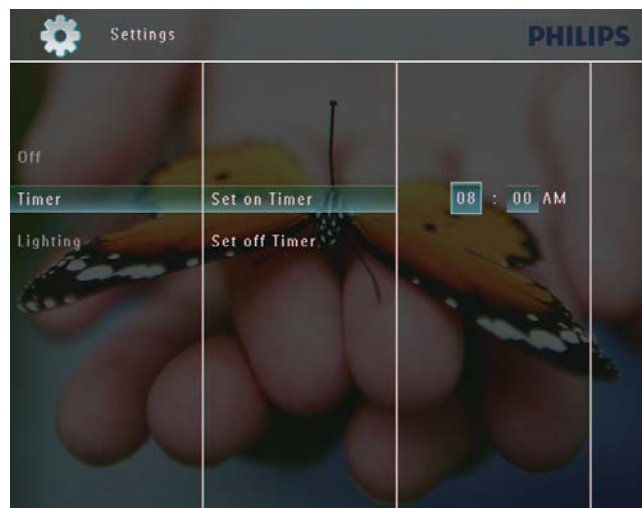 Settings
PHILIPS
Off
Timer
Set on Timer
08 : 00 AM
Lighting
Set off Timer